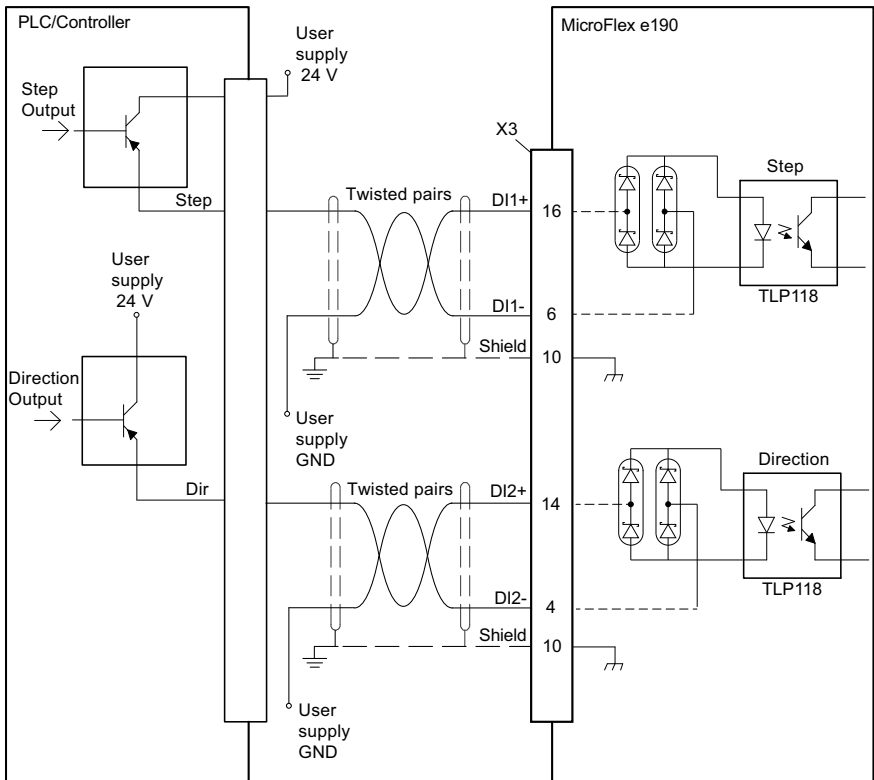 PLC/Controller
User
supply
24 V
MicroFlex e190
Step
Output
X3
Step
Step
Twisted pairs
DI1+
16
TLP118
User
supply
24 V
DI1-
6
Shield
10
Direction
Output
User
supply
GND
Dir
Twisted pairs
DI2+
14
Direction
TLP118
DI2-
4
Shield
10
User
supply
GND